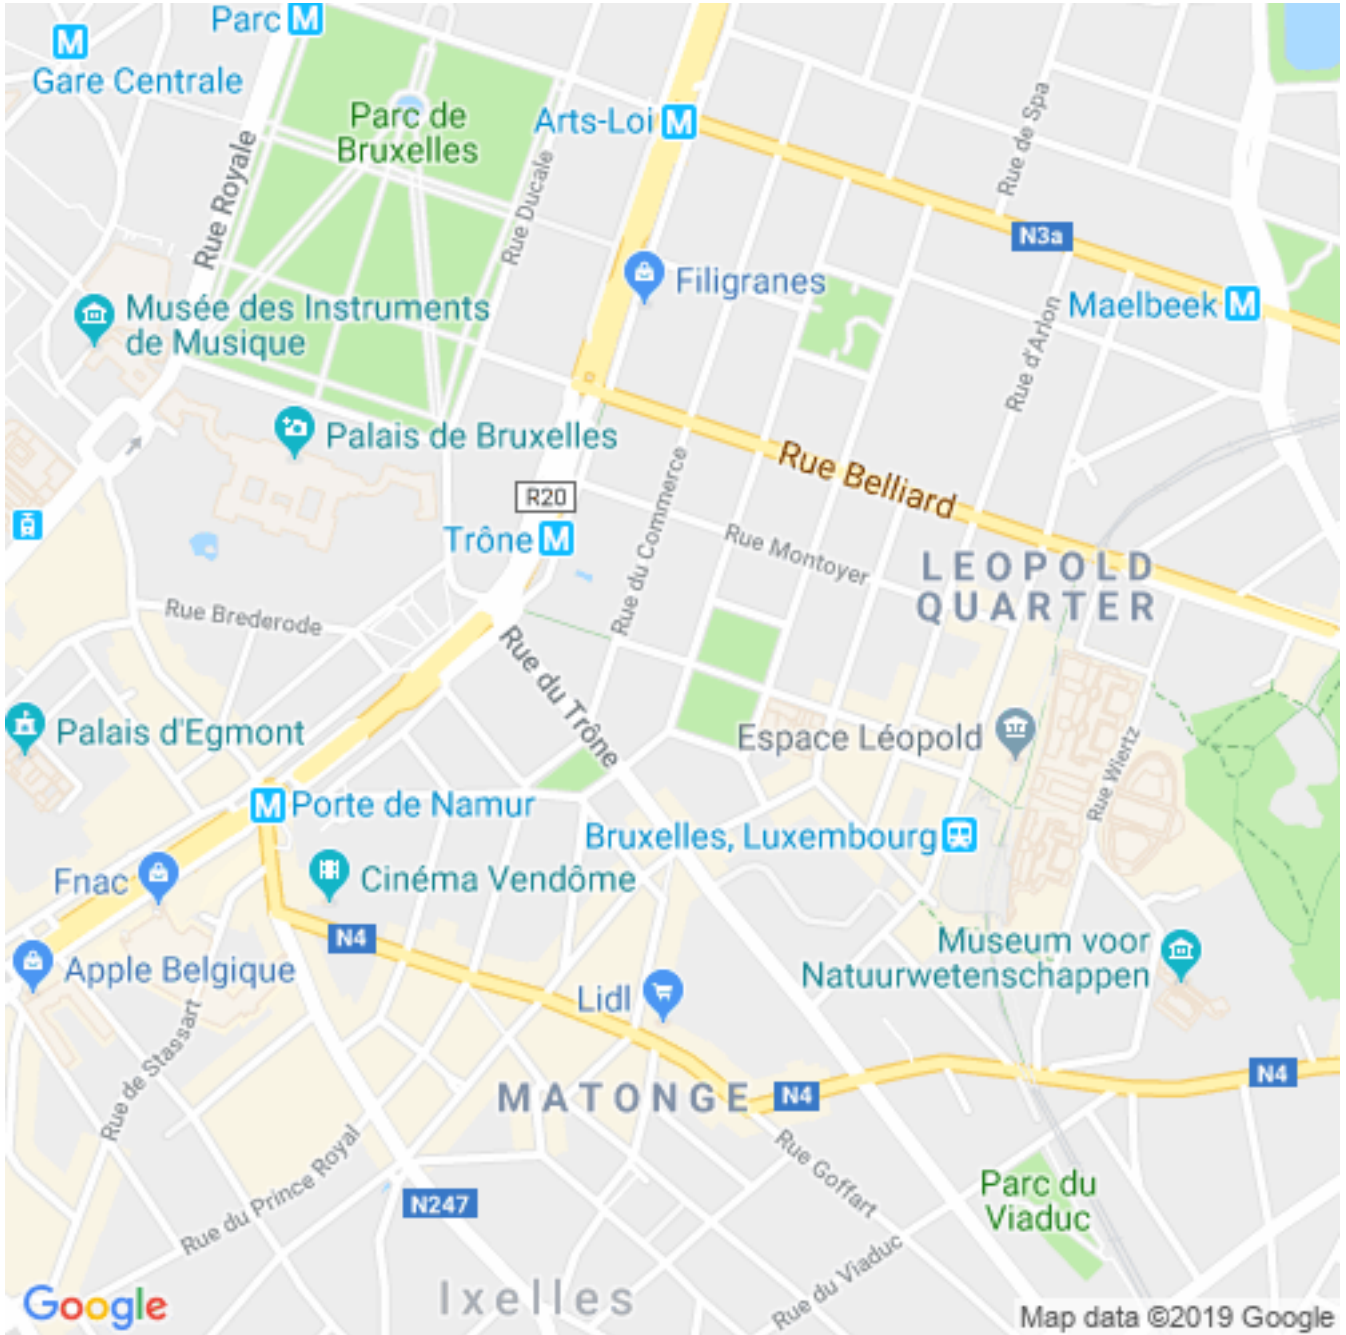 Parc
Gare Centrale
Parc de
Bruxelles
Arts-Loi
Rue de Spa
Rue Royale
Rue Ducale
N3a
Filigranes
Maelbeek
Musée des Instruments
de Musique
Rue d'Arlon
Palais de Bruxelles
Rue Belliard
R20
Rue du Commerce
Trône
Rue Montoyer
LEOPOLD
QUARTER
Rue Brederode
Rue du Trône
Palais d'Egmont
Espace Léopold
Rue Wiertz
Porte de Namur
Bruxelles, Luxembourg
Fnac
Cinéma Vendôme
N4
Museum voor
Natuurwetenschappen
Apple Belgique
Lidl
Rue de Stassart
MATONGE
N4
N4
Rue Goffart
Rue du Prince Royal
N247
Parc du
Viaduc
Rue du Viaduc
Ixelles
Google
Map data ©2019 Google